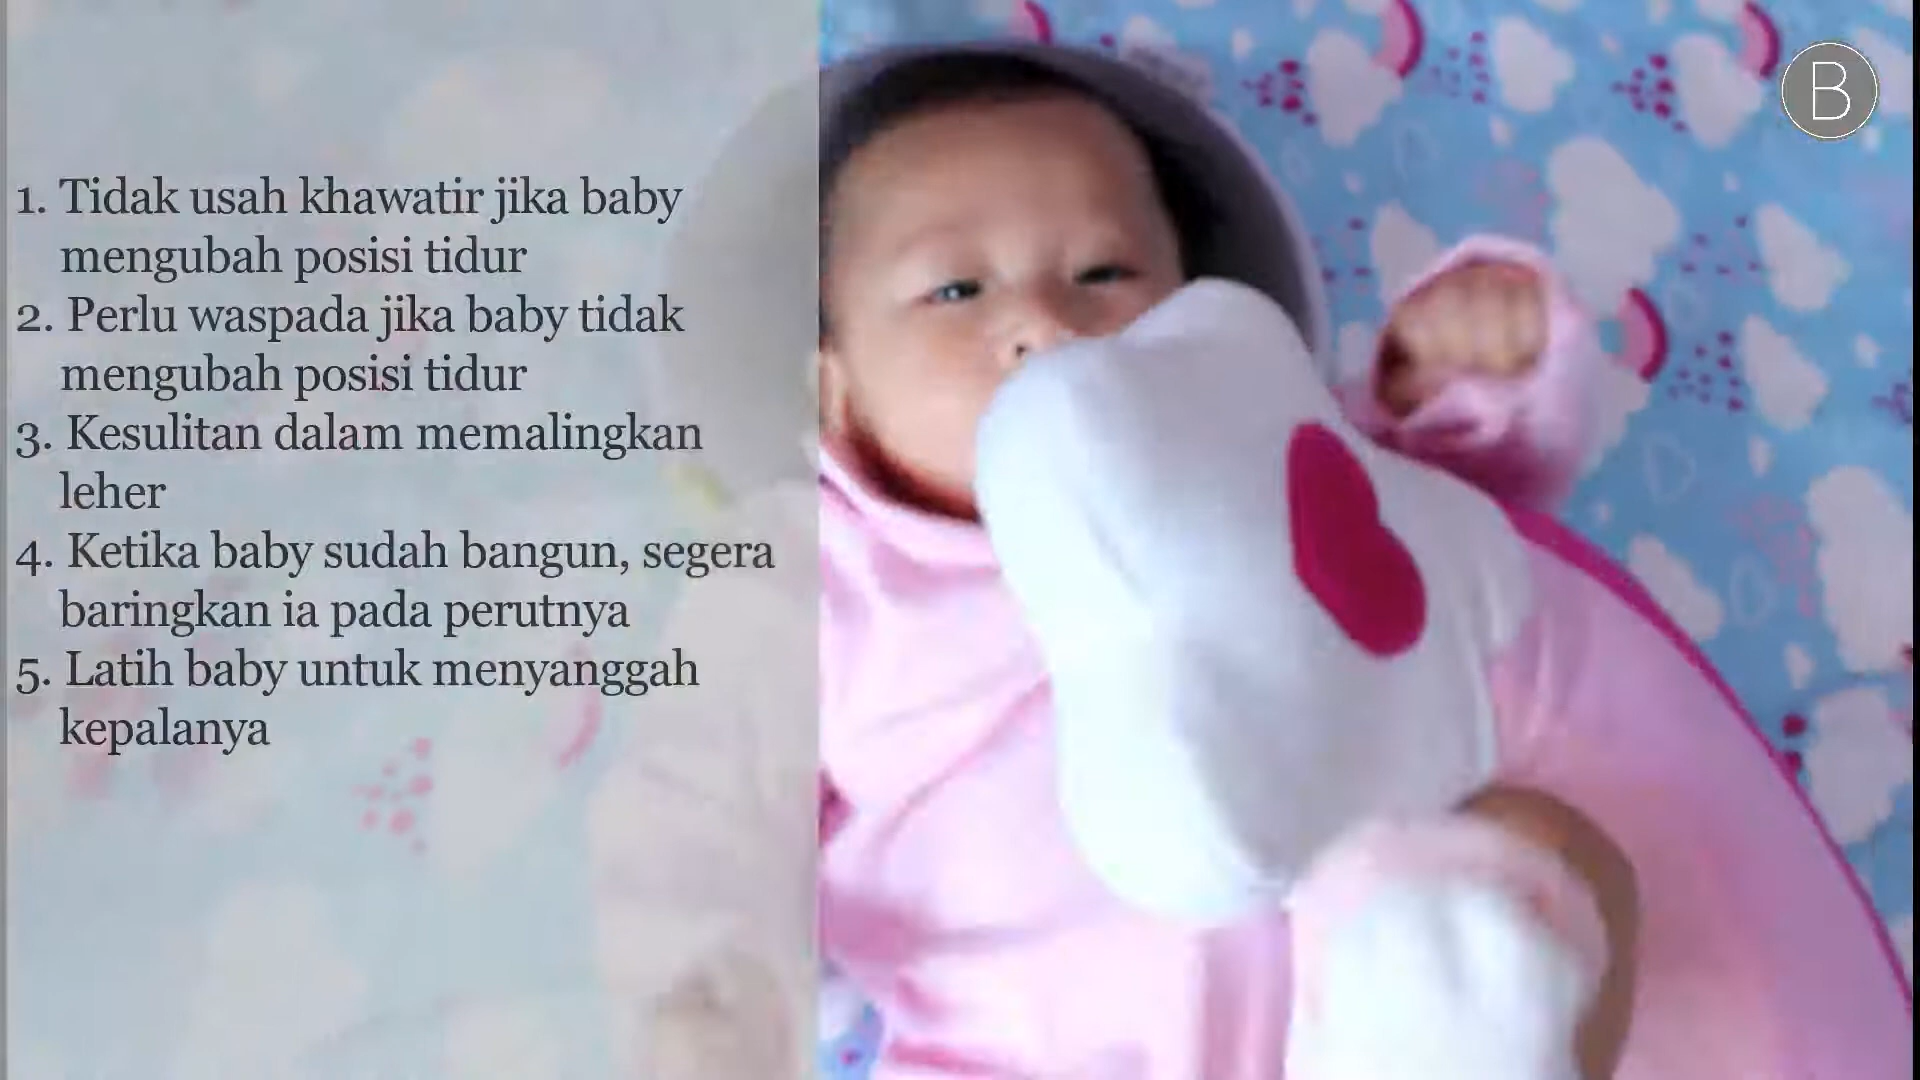 B
1. Tidak usah khawatir jika baby
mengubah posisi tidur
2. Perlu waspada jika baby tidak
mengubah posisi tidur
3. Kesulitan dalam memalingkan
leher
4. Ketika baby sudah bangun, segera
baringkan ia pada perutnya
5. Latih baby untuk menyanggah
kepalanya